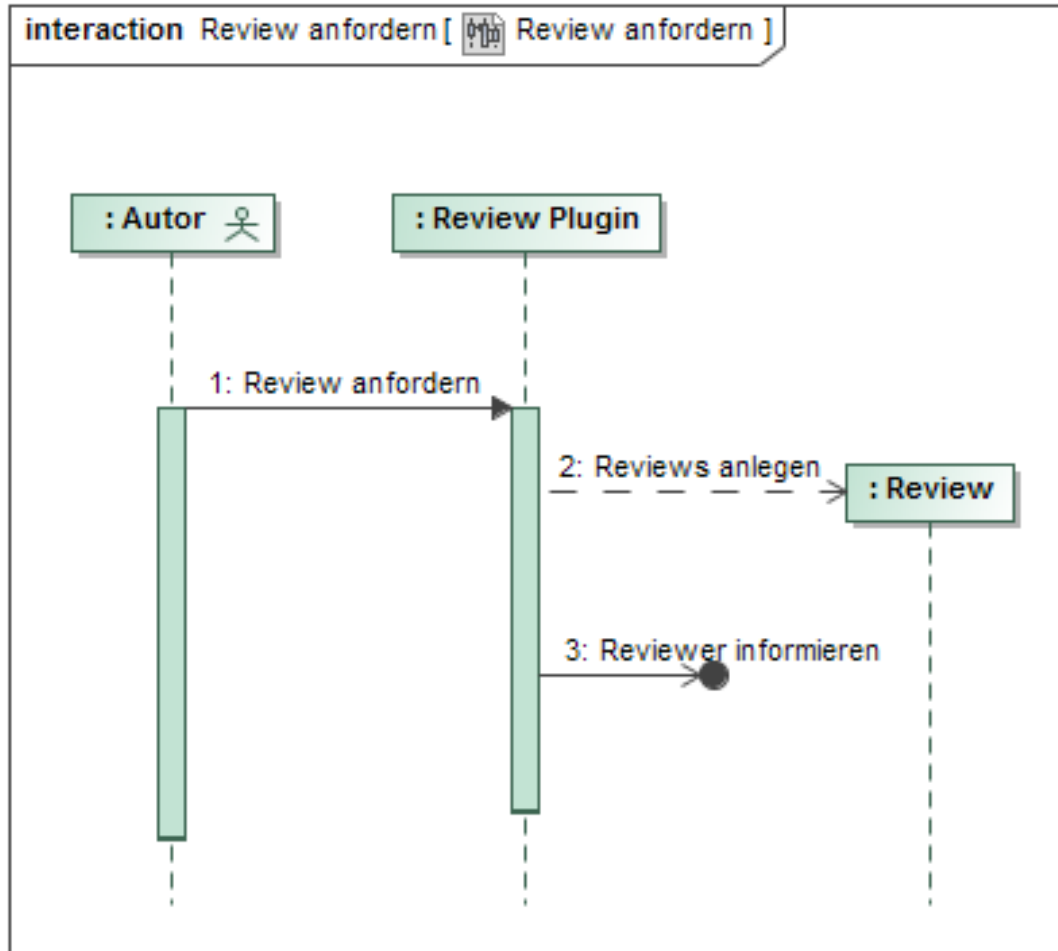 interaction Review anfordern [ Review anfordern ]
: Autor
: Review Plugin
1: Review anfordern
2: Reviews anlegen
: Review
3: Reviewer informieren